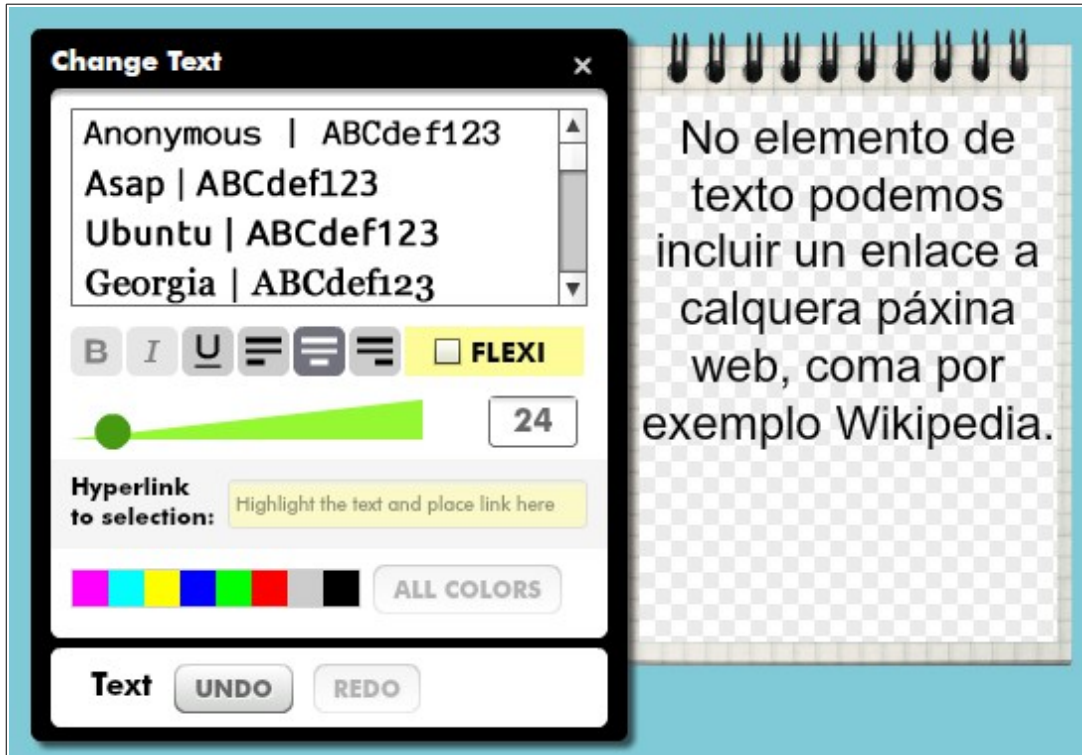 Change Text
×
Anonymous | ABCdef123
Asap | ABCdef123
Ubuntu | ABCdef123
Georgia | ABCdef123
B I U FLEXI
24
Hyperlink
to selection:
Highlight the text and place link here
ALL COLORS
Text UNDO REDO
No elemento de
texto podemos
incluir un enlace a
calquera páxina
web, coma por
exemplo Wikipedia.